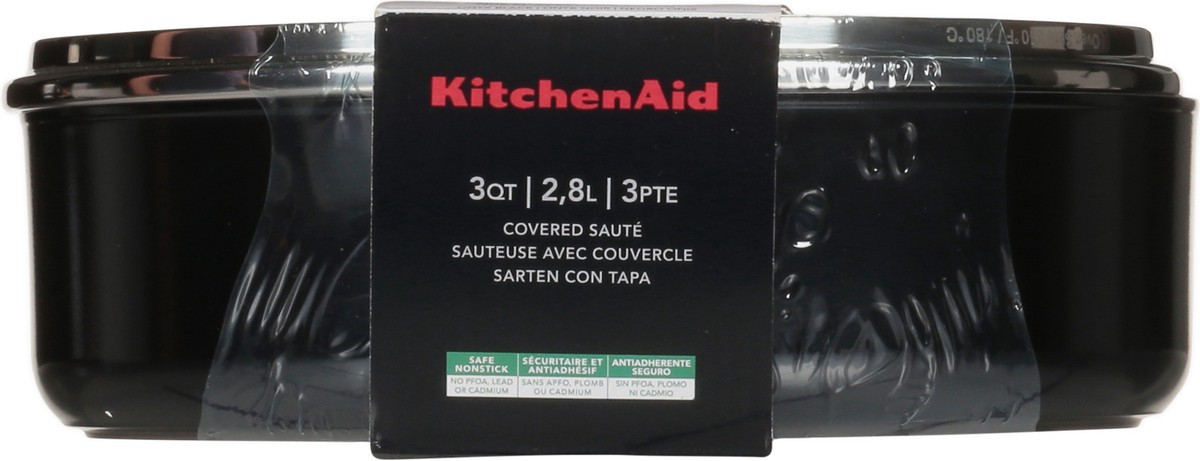 KitchenAid
3QT | 2,8L | 3PTE
COVERED SAUTÉ
SAUTEUSE AVEC COUVERCLE
SARTEN CON TAPA
SAFE
NONSTICK
NO PFOA, LEAD
OR CADMIUM
SÉCURITAIRE ET
ANTIADHÉSIF
SANS APFO, PLOMB
OU CADMIUM
ANTIADHERENTE
SEGURO
SIN PFOA, PLOMO
NI CADMIO
°F / 180°C